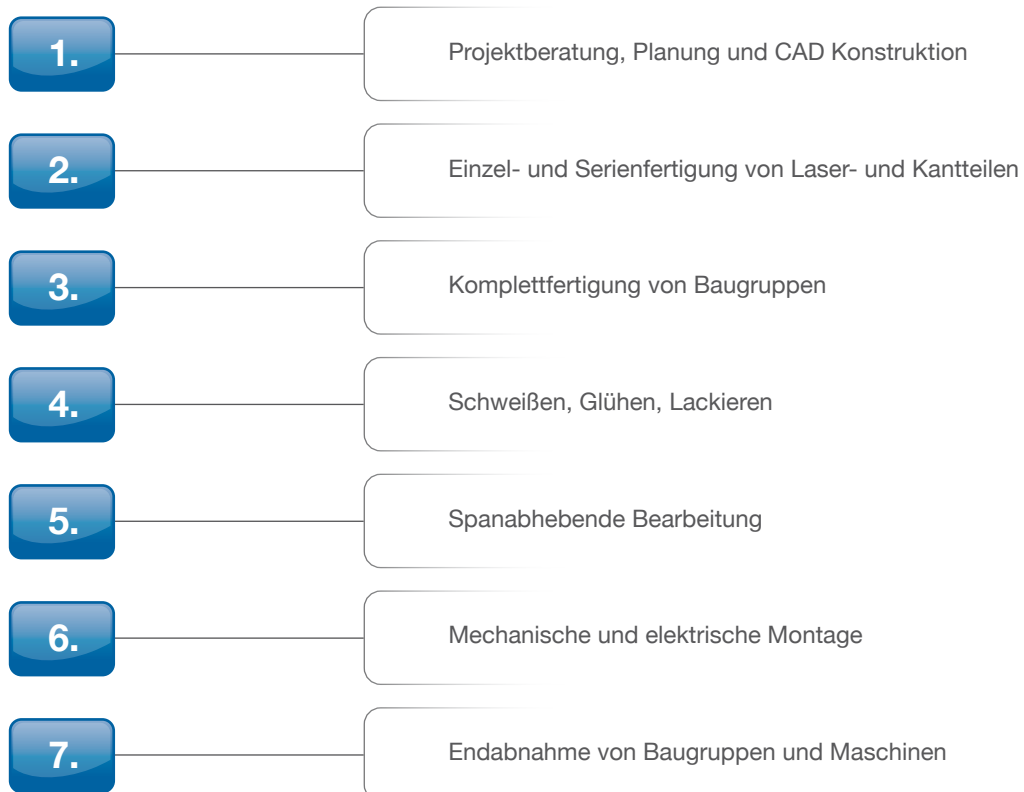 1. Projektberatung, Planung und CAD Konstruktion
2. Einzel- und Serienfertigung von Laser- und Kantteilen
3. Komplettfertigung von Baugruppen
4. Schweißen, Glühen, Lackieren
5. Spanabhebende Bearbeitung
6. Mechanische und elektrische Montage
7. Endabnahme von Baugruppen und Maschinen